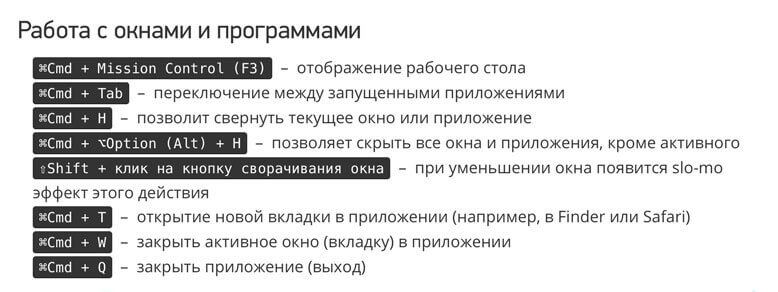 Работа с окнами и программами
⌘Cmd + Mission Control (F3) – отображение рабочего стола
⌘Cmd + Tab – переключение между запущенными приложениями
⌘Cmd + H – позволит свернуть текущее окно или приложение
⌘Cmd + ⌥Option (Alt) + H – позволяет скрыть все окна и приложения, кроме активного
⇧Shift + клик на кнопку сворачивания окна – при уменьшении окна появится slo-mo
эффект этого действия
⌘Cmd + T – открытие новой вкладки в приложении (например, в Finder или Safari)
⌘Cmd + W – закрыть активное окно (вкладку) в приложении
⌘Cmd + Q – закрыть приложение (выход)